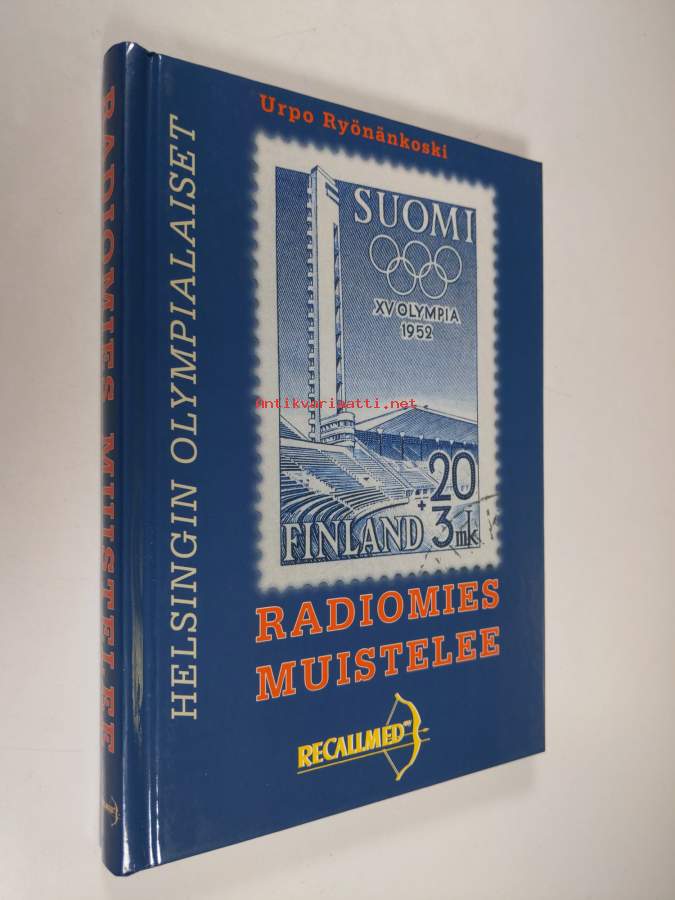 Urpo Ryönänkoski
HELSINGIN OLYMPIALAISET
SUOMI
XV OLYMPIA
1952
Antikvariaatti.net
20
+
3 mk
FINLAND
RADIOMIES
MUISTELEE
RECALLMED
RADIOMIES MUISTELEE